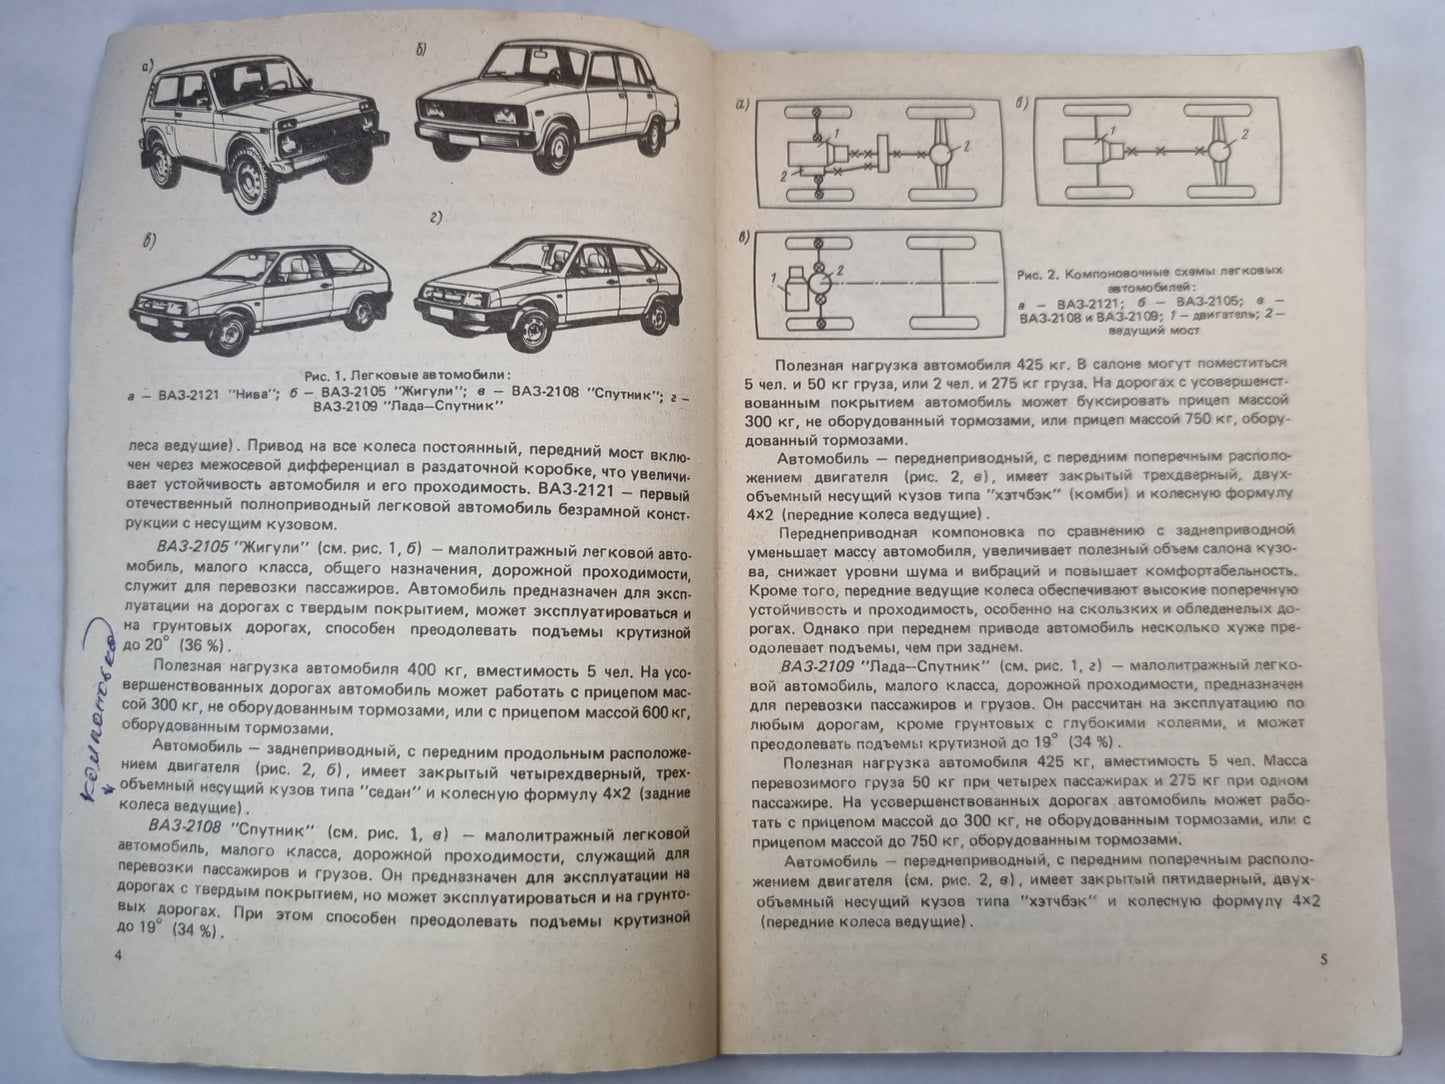 а)
б)
в)
г)
Рис. 1. Легковые автомобили:
а — ВАЗ-2121 "Нива"; б — ВАЗ-2105 "Жигули"; в — ВАЗ-2108 "Спутник"; г —
ВАЗ-2109 "Лада—Спутник"
леса ведущие). Привод на все колеса постоянный, передний мост вклю-
чен через межосевой дифференциал в раздаточной коробке, что увеличи-
вает устойчивость автомобиля и его проходимость. ВАЗ-2121 — первый
отечественный полноприводный легковой автомобиль безрамной конст-
рукции с несущим кузовом.
ВАЗ-2105 "Жигули" (см. рис. 1, б) — малолитражный легковой авто-
мобиль, малого класса, общего назначения, дорожной проходимости,
служит для перевозки пассажиров. Автомобиль предназначен для эксп-
луатации на дорогах с твердым покрытием, может эксплуатироваться и
на грунтовых дорогах, способен преодолевать подъемы крутизной
до 20° (36 %).
Полезная нагрузка автомобиля 400 кг, вместимость 5 чел. На усо-
вершенствованных дорогах автомобиль может работать с прицепом мас-
сой 300 кг, не оборудованным тормозами, или с прицепом массой 600 кг,
оборудованным тормозами.
Автомобиль — заднеприводный, с передним продольным расположе-
нием двигателя (рис. 2, б), имеет закрытый четырехдверный, трех-
объемный несущий кузов типа "седан" и колесную формулу 4×2 (задние
колеса ведущие).
ВАЗ-2108 "Спутник" (см. рис. 1, в) — малолитражный легковой
автомобиль, малого класса, дорожной проходимости, служащий для
перевозки пассажиров и грузов. Он предназначен для эксплуатации на
дорогах с твердым покрытием, но может эксплуатироваться и на грунто-
вых дорогах. При этом способен преодолевать подъемы крутизной
до 19° (34 %).
4
компановка
а)
1
2
2
б)
1
2
в)
1
2
Рис. 2. Компоновочные схемы легковых
автомобилей:
а — ВАЗ-2121; б — ВАЗ-2105; в —
ВАЗ-2108 и ВАЗ-2109; 1 — двигатель; 2 —
ведущий мост
Полезная нагрузка автомобиля 425 кг. В салоне могут поместиться
5 чел. и 50 кг груза, или 2 чел. и 275 кг груза. На дорогах с усовершенст-
вованным покрытием автомобиль может буксировать прицеп массой
300 кг, не оборудованный тормозами, или прицеп массой 750 кг, обору-
дованный тормозами.
Автомобиль — переднеприводный, с передним поперечным располо-
жением двигателя (рис. 2, в), имеет закрытый трехдверный, двух-
объемный несущий кузов типа "хэтчбэк" (комби) и колесную формулу
4×2 (передние колеса ведущие).
Переднеприводная компоновка по сравнению с заднеприводной
уменьшает массу автомобиля, увеличивает полезный объем салона кузо-
ва, снижает уровни шума и вибраций и повышает комфортабельность.
Кроме того, передние ведущие колеса обеспечивают высокие поперечную
устойчивость и проходимость, особенно на скользких и обледенелых до-
рогах. Однако при переднем приводе автомобиль несколько хуже пре-
одолевает подъемы, чем при заднем.
ВАЗ-2109 "Лада—Спутник" (см. рис. 1, г) — малолитражный легко-
вой автомобиль, малого класса, дорожной проходимости, предназначен
для перевозки пассажиров и грузов. Он рассчитан на эксплуатацию по
любым дорогам, кроме грунтовых с глубокими колеями, и может
преодолевать подъемы крутизной до 19° (34 %).
Полезная нагрузка автомобиля 425 кг, вместимость 5 чел. Масса
перевозимого груза 50 кг при четырех пассажирах и 275 кг при одном
пассажире. На усовершенствованных дорогах автомобиль может рабо-
тать с прицепом массой до 300 кг, не оборудованным тормозами, или с
прицепом массой до 750 кг, оборудованным тормозами.
Автомобиль — переднеприводный, с передним поперечным располо-
жением двигателя (см. рис. 2, в), имеет закрытый пятидверный, двух-
объемный несущий кузов типа "хэтчбэк" и колесную формулу 4×2
(передние колеса ведущие).
5